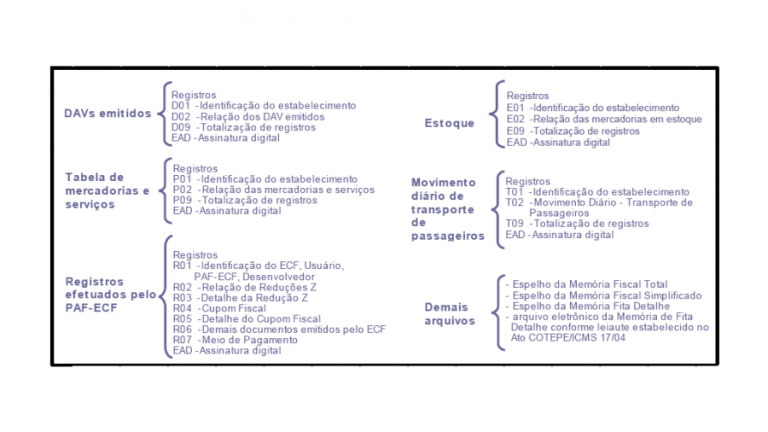 DAVs emitidos
Registros
D01 -Identificação do estabelecimento
D02 -Relação dos DAV emitidos
D09 -Totalização de registros
EAD -Assinatura digital
Tabela de
mercadorias e
serviços
Registros
P01 -Identificação do estabelecimento
P02 -Relação das mercadorias e serviços
P09 -Totalização de registros
EAD -Assinatura digital
Registros
efetuados pelo
PAF-ECF
Registros
R01 -Identificação do ECF, Usuário,
PAF-ECF, Desenvolvedor
R02 -Relação de Reduções Z
R03 -Detalhe da Redução Z
R04 -Cupom Fiscal
R05 -Detalhe do Cupom Fiscal
R06 -Demais documentos emitidos pelo ECF
R07 -Meio de Pagamento
EAD -Assinatura digital
Estoque
Registros
E01 -Identificação do estabelecimento
E02 -Relação das mercadorias em estoque
E09 -Totalização de registros
EAD -Assinatura digital
Movimento
diário de
transporte
de
passageiros
Registros
T01 -Identificação do estabelecimento
T02 -Movimento Diário - Transporte de
Passageiros
T09 -Totalização de registros
EAD -Assinatura digital
Demais
arquivos
- Espelho da Memória Fiscal Total
- Espelho da Memória Fiscal Simplificado
- Espelho da Memória Fita Detalhe
- arquivo eletrônico da Memória de Fita
Detalhe conforme leiaute estabelecido no
Ato COTEPE/ICMS 17/04